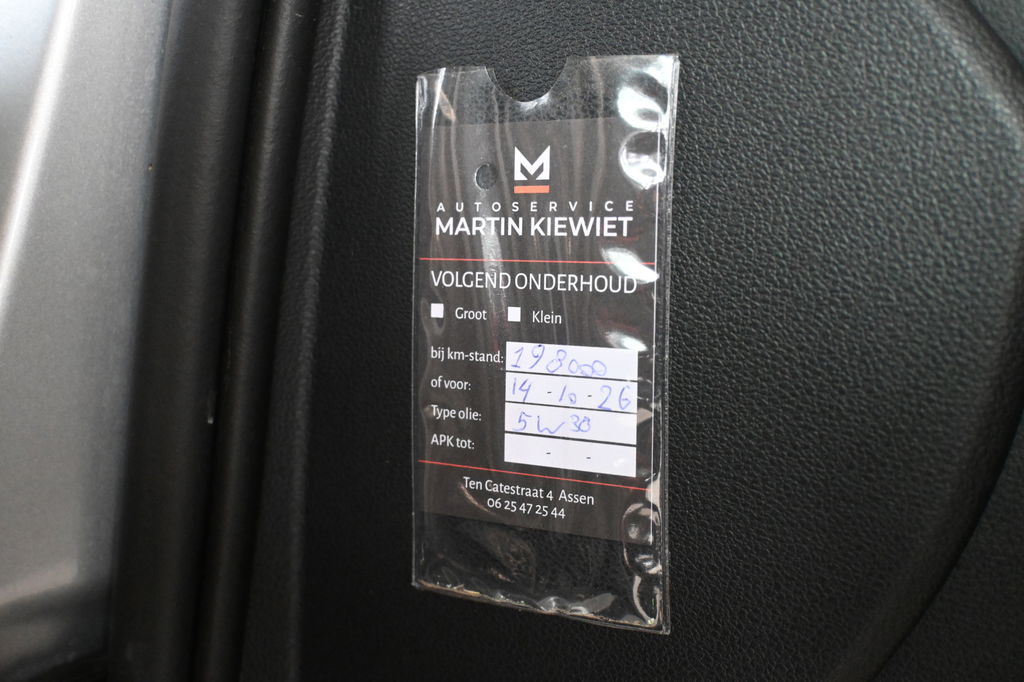 M
AUTOSERVICE
MARTIN KIEWIET
VOLGEND ONDERHOUD
Groot Klein
bij km-stand: 198000
of voor: 14-10-26
Type olie: 5W30
APK tot: - -
Ten Catestraat 4 Assen
06 25 47 25 44